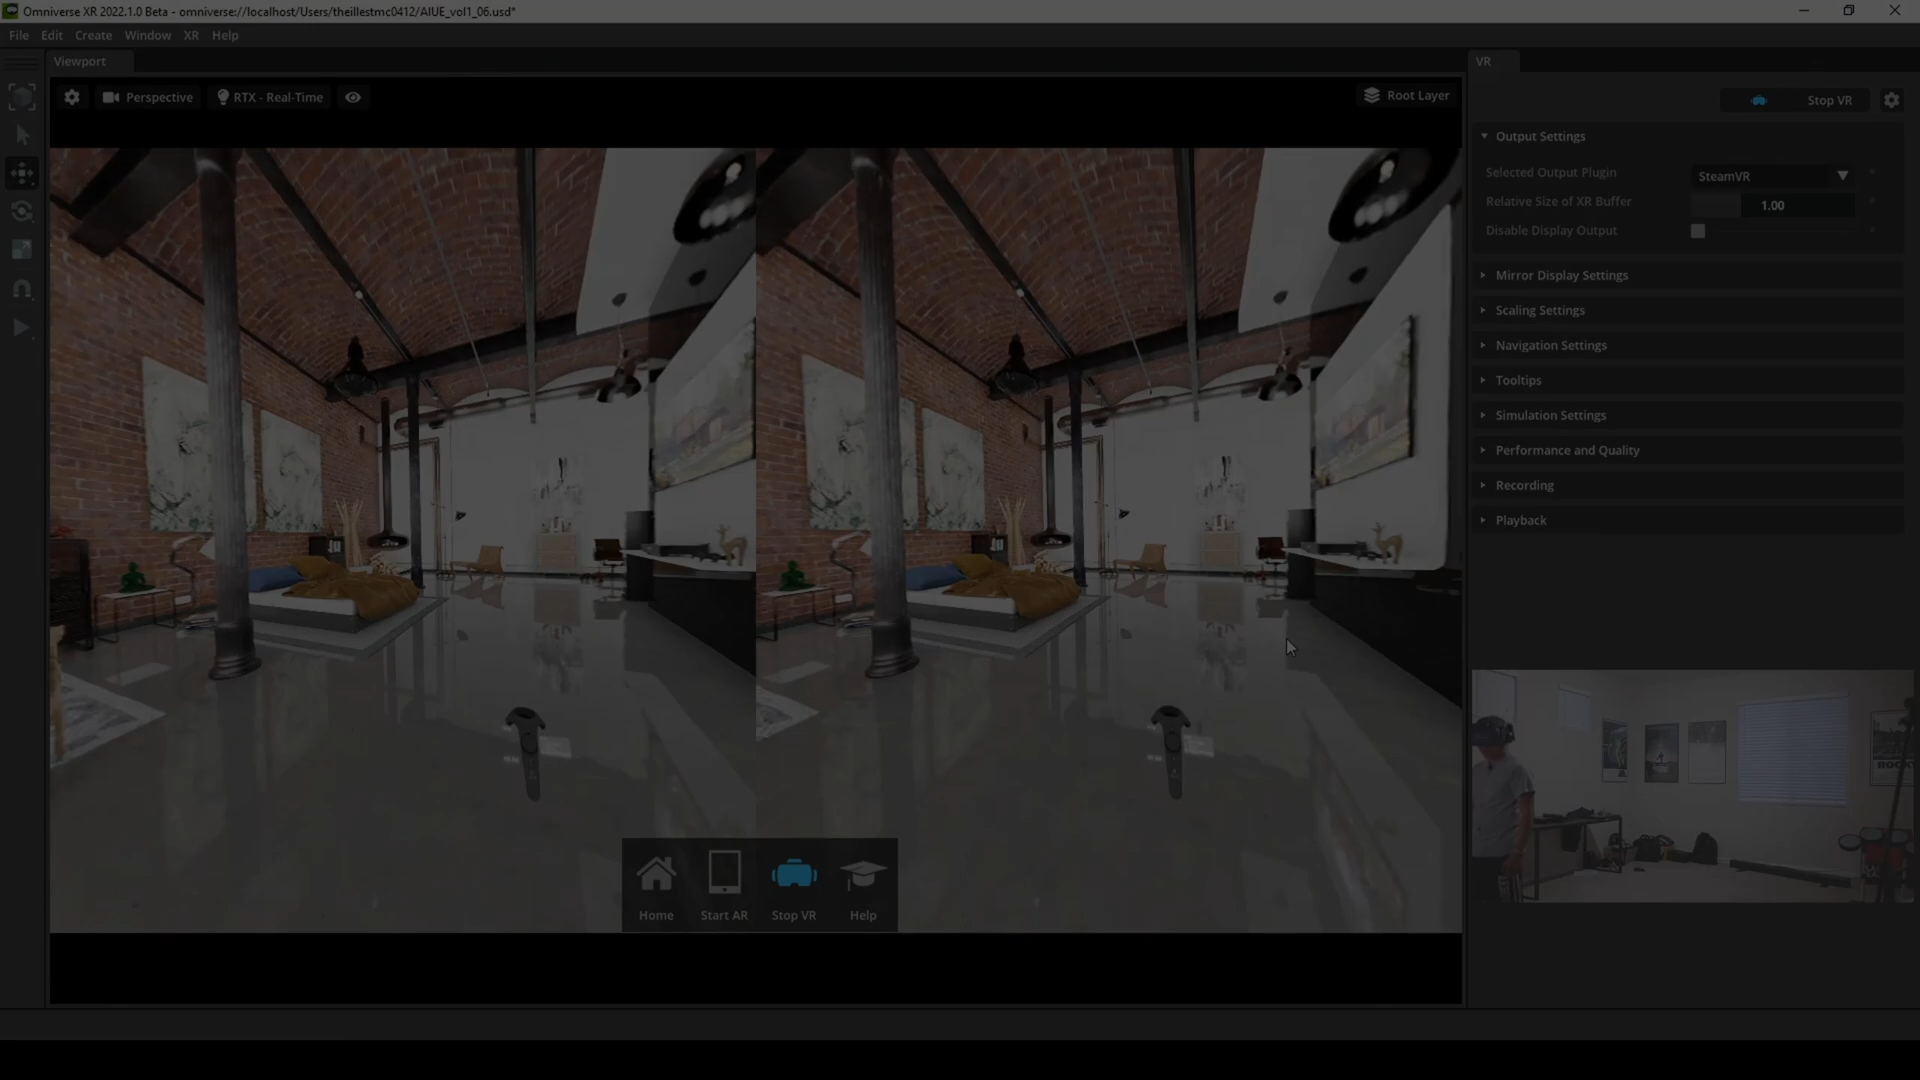 Omniverse XR 2022.1.0 Beta - omniverse://localhost/Users/theillestmc0412/AIUE_vol1_06.usd*
File Edit Create Window XR Help
Viewport
VR
Perspective
RTX - Real-Time
Root Layer
Stop VR
Output Settings
Selected Output Plugin
SteamVR
Relative Size of XR Buffer
1.00
Disable Display Output
Mirror Display Settings
Scaling Settings
Navigation Settings
Tooltips
Simulation Settings
Performance and Quality
Recording
Playback
ROCKY
Home
Start AR
Stop VR
Help